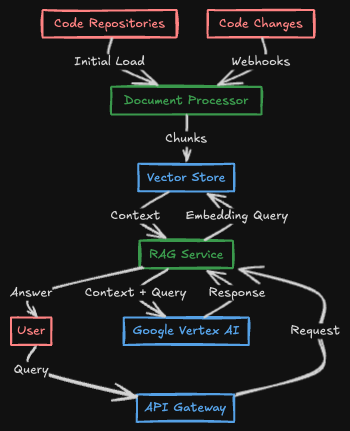 Code Repositories
Code Changes
Initial Load
Webhooks
Document Processor
Chunks
Vector Store
Context
Embedding Query
RAG Service
Answer
Context + Query
Response
User
Google Vertex AI
Request
Query
API Gateway